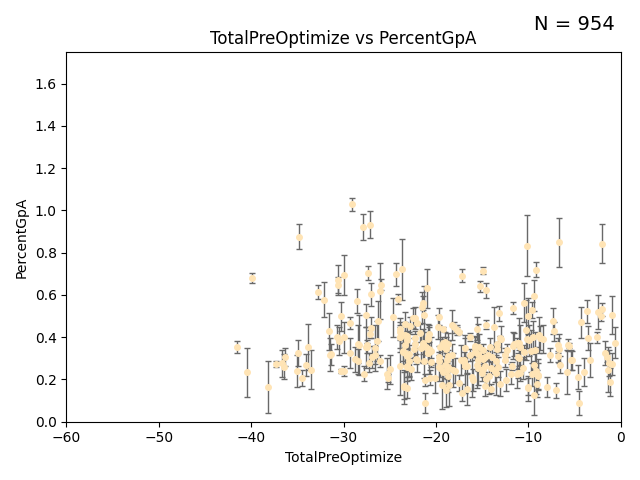 N = 954
TotalPreOptimize vs PercentGpA
1.6
1.4
1.2
1.0
0.8
0.6
0.4
0.2
0.0
PercentGpA
−60 −50 −40 −30 −20 −10 0
TotalPreOptimize